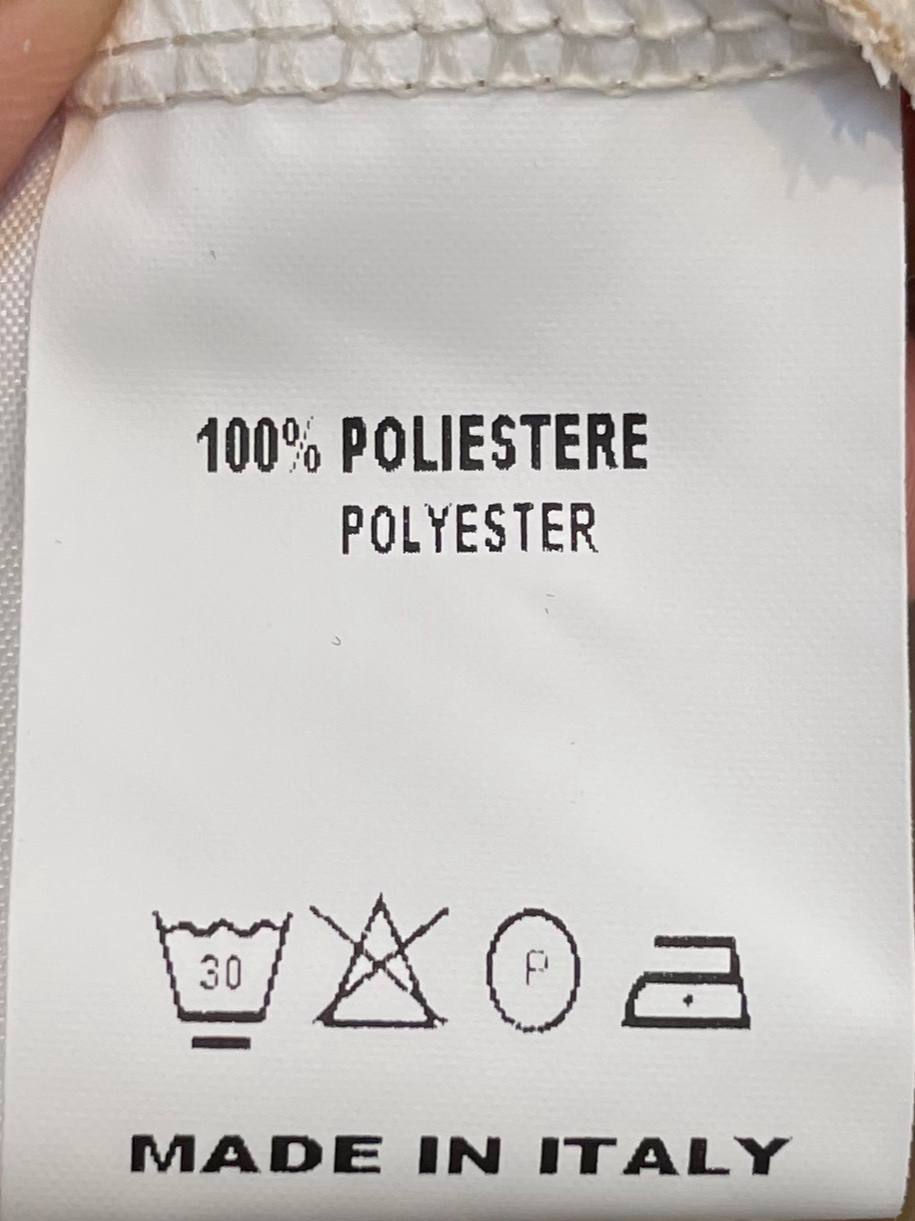 100% POLIESTERE
POLYESTER
30 P
MADE IN ITALY